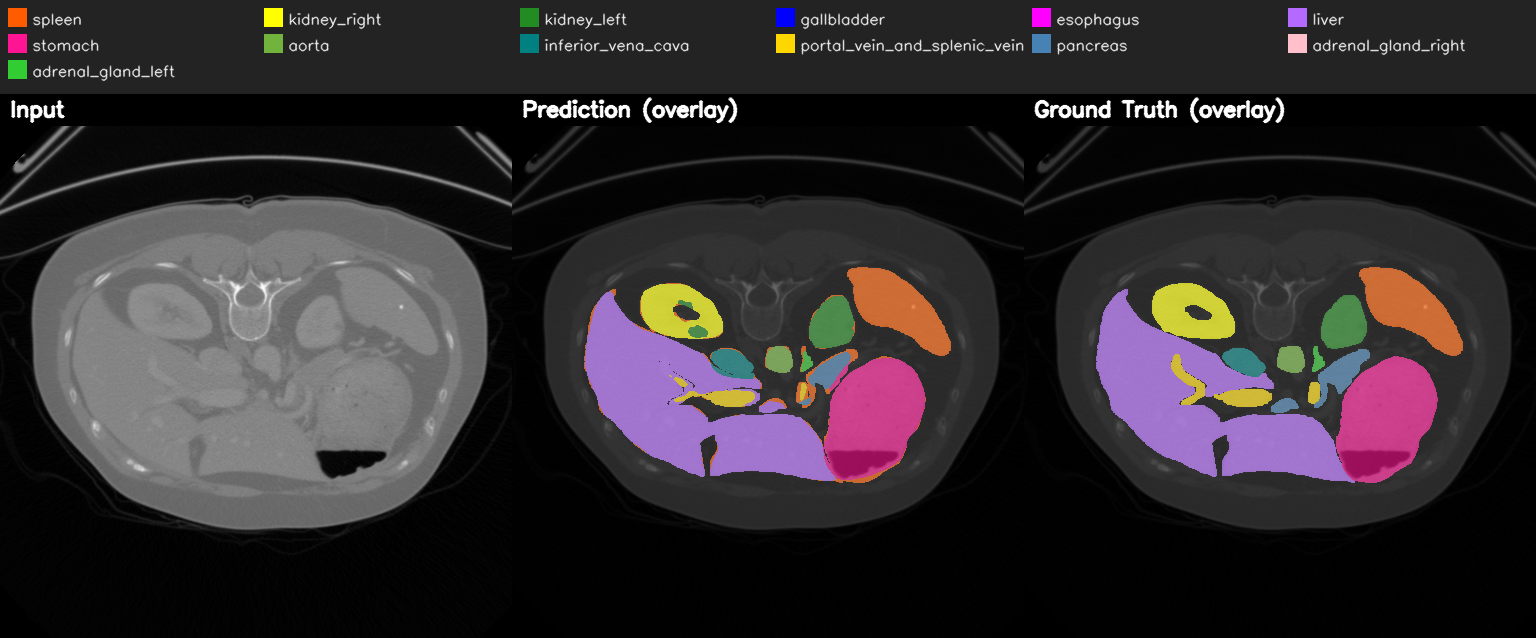 spleen kidney_right kidney_left gallbladder esophagus liver
stomach aorta inferior_vena_cava portal_vein_and_splenic_vein pancreas adrenal_gland_right
adrenal_gland_left
Input Prediction (overlay) Ground Truth (overlay)